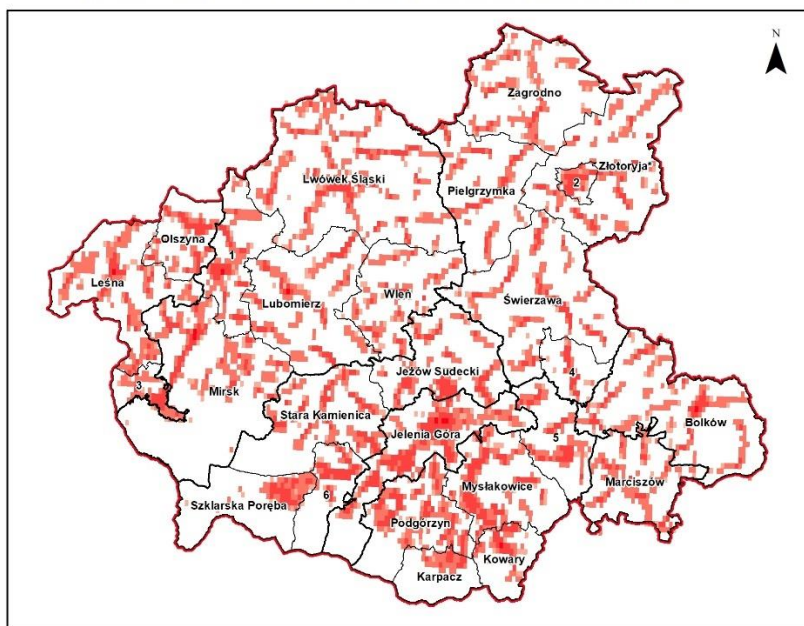 N
Zagrodno
Złotoryja
2
Lwówek Śląski
Pielgrzymka
Olszyna
1
Leśna
Lubomierz
Wleń
Świerzawa
Jeżów Sudecki
4
3
Mirsk
Stara Kamienica
Bolków
Jelenia Góra
5
Mysłakowice
Marciszów
6
Szklarska Poręba
Podgórzyn
Kowary
Karpacz